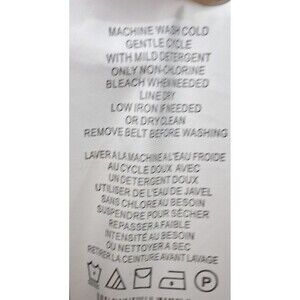 MACHINE WASH COLD
GENTLE CYCLE
WITH MILD DETERGENT
ONLY NON-CHLORINE
BLEACH WHEN NEEDED
LINE DRY
LOW IRON IF NEEDED
OR DRY CLEAN
REMOVE BELT BEFORE WASHING
LAVER A LA MACHINE A L'EAU FROIDE
AU CYCLE DOUX AVEC
UN DETERGENT DOUX
UTILISER DE L'EAU DE JAVEL
SANS CHLORE AU BESOIN
SUSPENDRE POUR SÉCHER
REPASSER A FAIBLE
INTENSITÉ AU BESOIN
OU NETTOYER A SEC
RETIRER LA CEINTURE AVANT LAVAGE
P